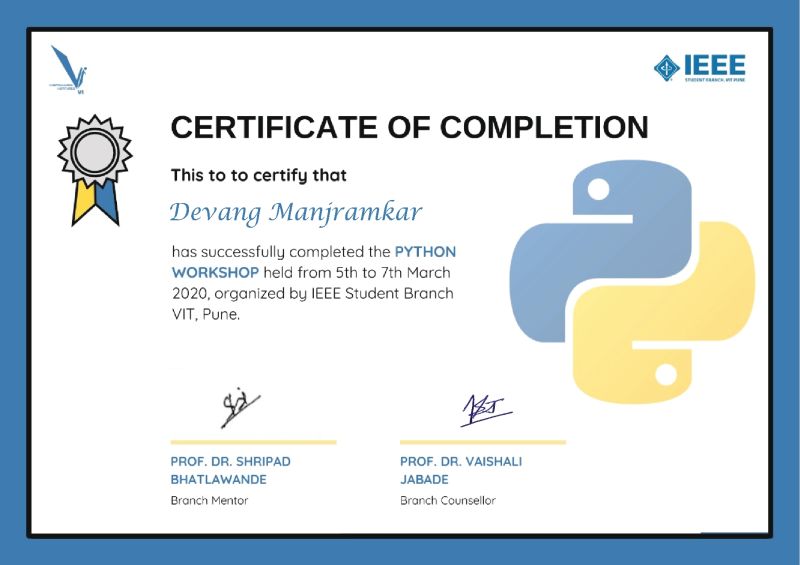 IEEE
STUDENT BRANCH, VIT PUNE
CERTIFICATE OF COMPLETION
This to to certify that
Devang Manjramkar
has successfully completed the PYTHON
WORKSHOP held from 5th to 7th March
2020, organized by IEEE Student Branch
VIT, Pune.
PROF. DR. SHRIPAD
BHATLAWANDE
Branch Mentor
PROF. DR. VAISHALI
JABADE
Branch Counsellor